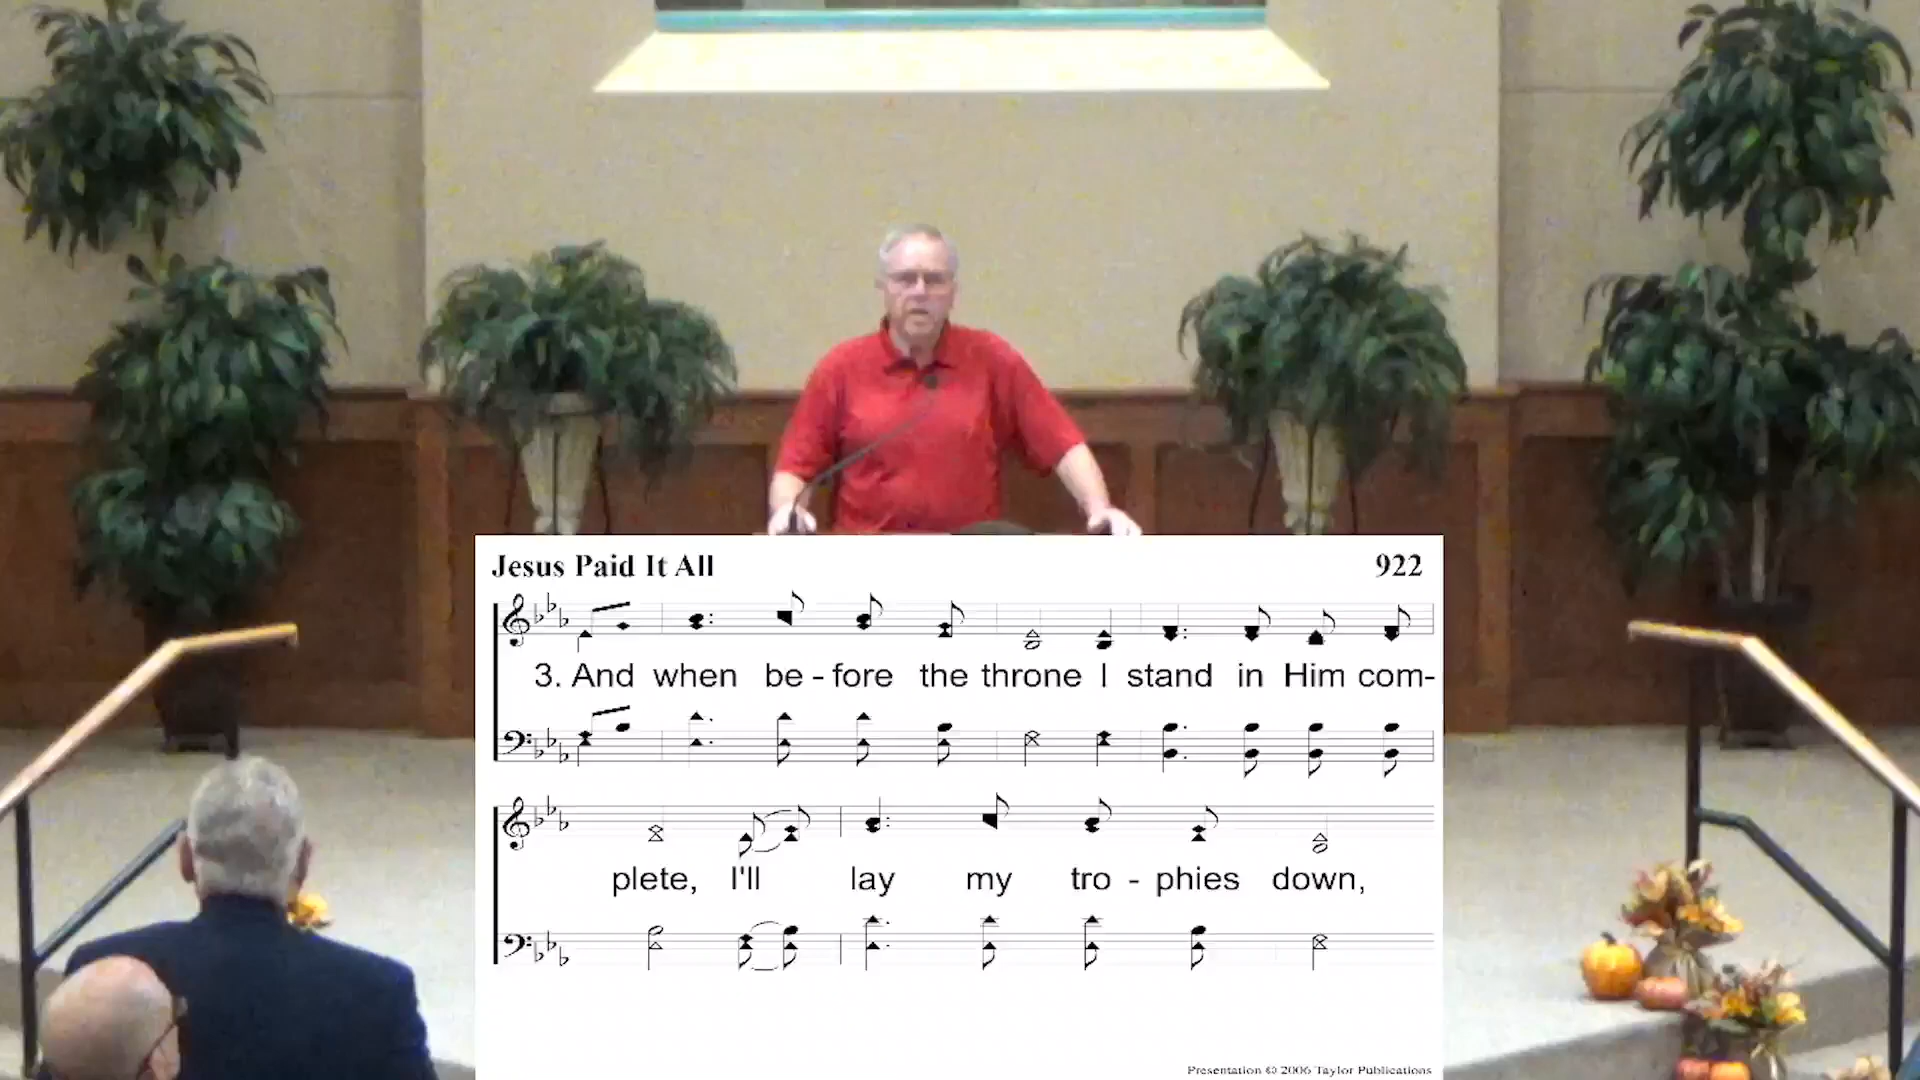 Jesus Paid It All 922
3. And when be - fore the throne I stand in Him com-
plete, I'll lay my tro - phies down,
Presentation © 2006 Taylor Publications